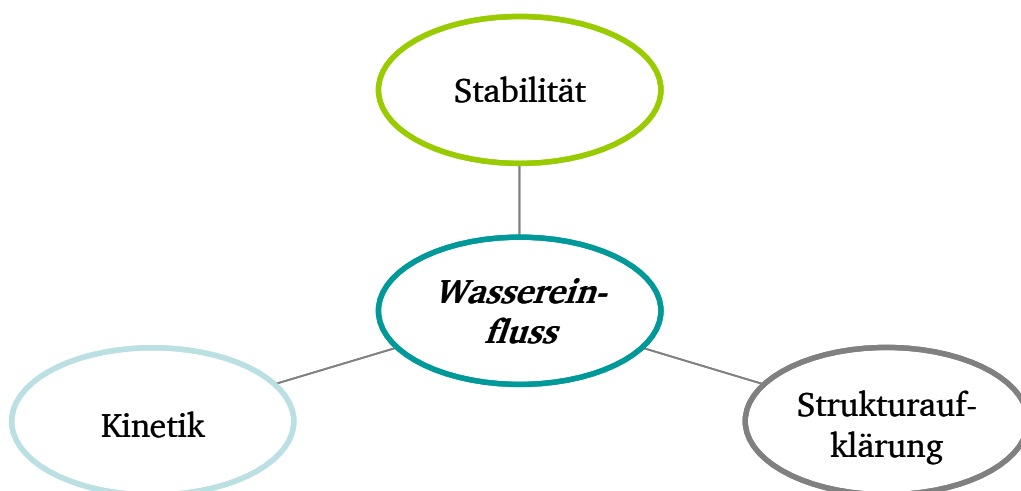 Stabilität
Wasserein-
fluss
Kinetik
Strukturauf-
klärung